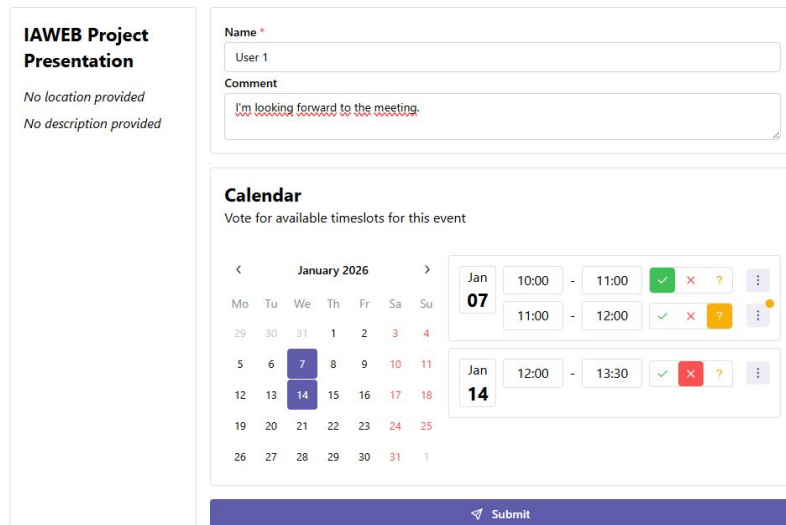 IAWEB Project
Presentation
No location provided
No description provided
Name *
User 1
Comment
I'm looking forward to the meeting.
Calendar
Vote for available timeslots for this event
January 2026
Mo Tu We Th Fr Sa Su
29 30 31 1 2 3 4
5 6 7 8 9 10 11
12 13 14 15 16 17 18
19 20 21 22 23 24 25
26 27 28 29 30 31 1
Jan
07
10:00 - 11:00 ?
11:00 - 12:00 ?
Jan
14
12:00 - 13:30 ?
Submit